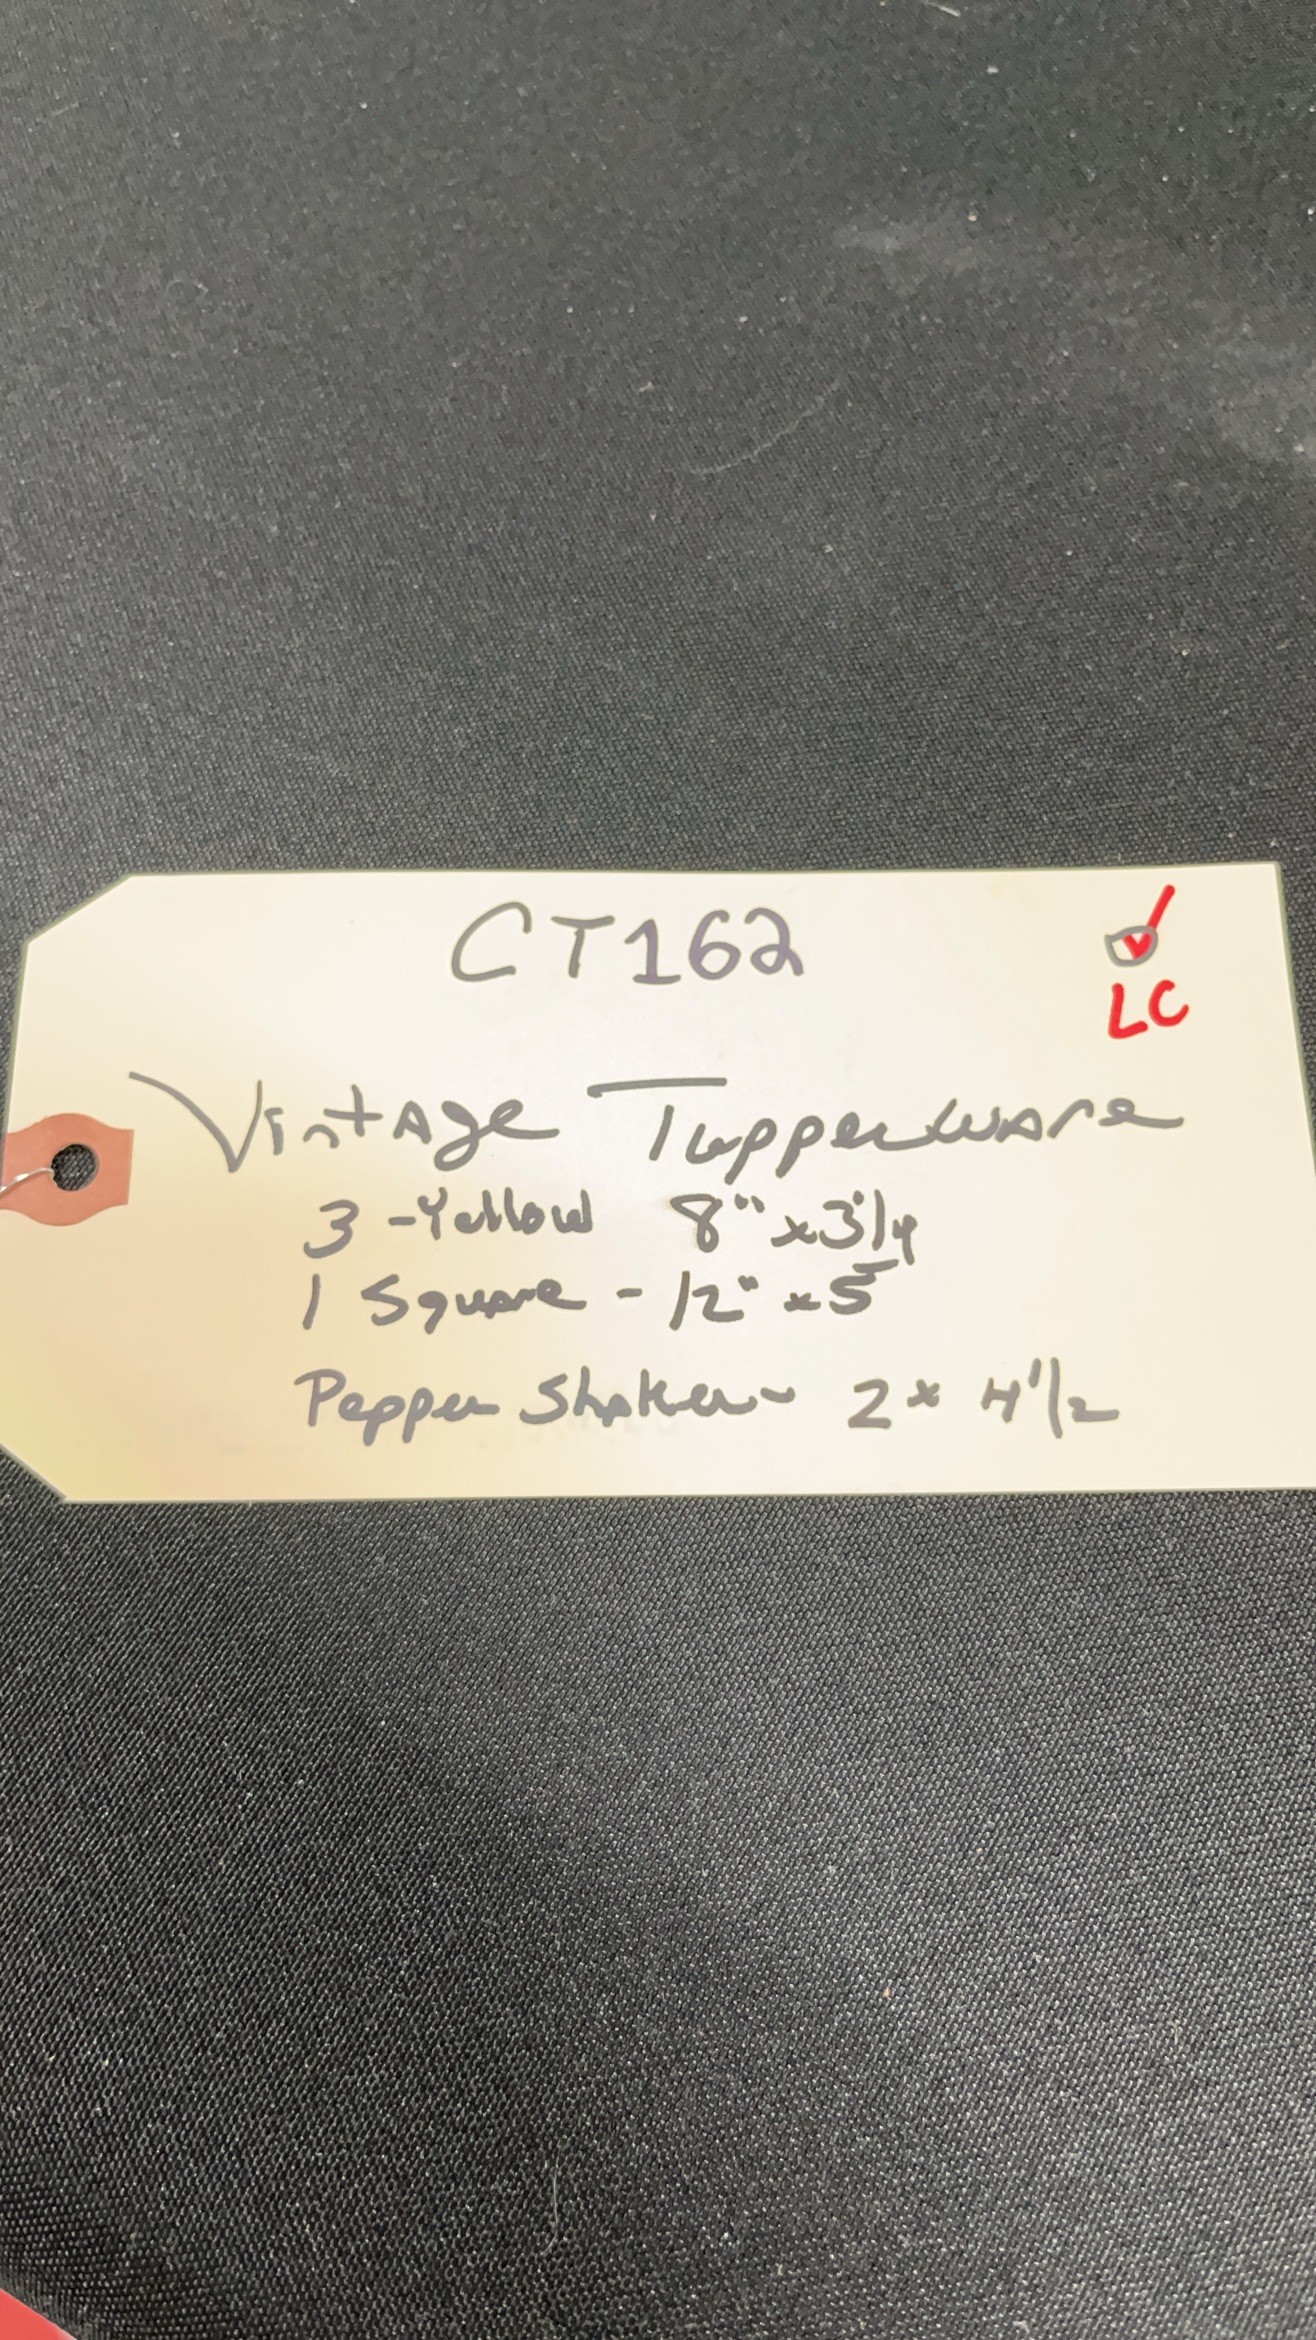 CT162
LC
Vintage Tupperware
3 - Yellow 8" x 3 1/4
1 Square - 12" x 5
Pepper Shaker - 2 x 4 1/2